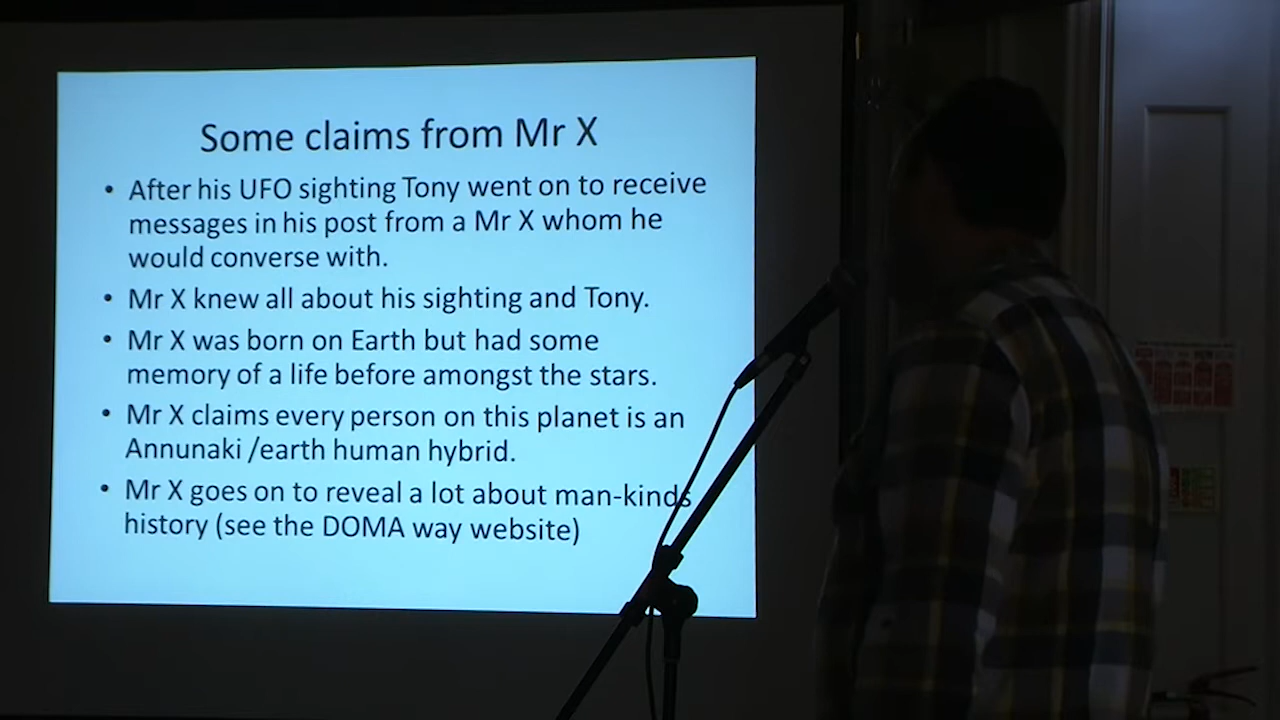 Some claims from Mr X
• After his UFO sighting Tony went on to receive
messages in his post from a Mr X whom he
would converse with.
• Mr X knew all about his sighting and Tony.
• Mr X was born on Earth but had some
memory of a life before amongst the stars.
• Mr X claims every person on this planet is an
Annunaki /earth human hybrid.
• Mr X goes on to reveal a lot about man-kinds
history (see the DOMA way website)